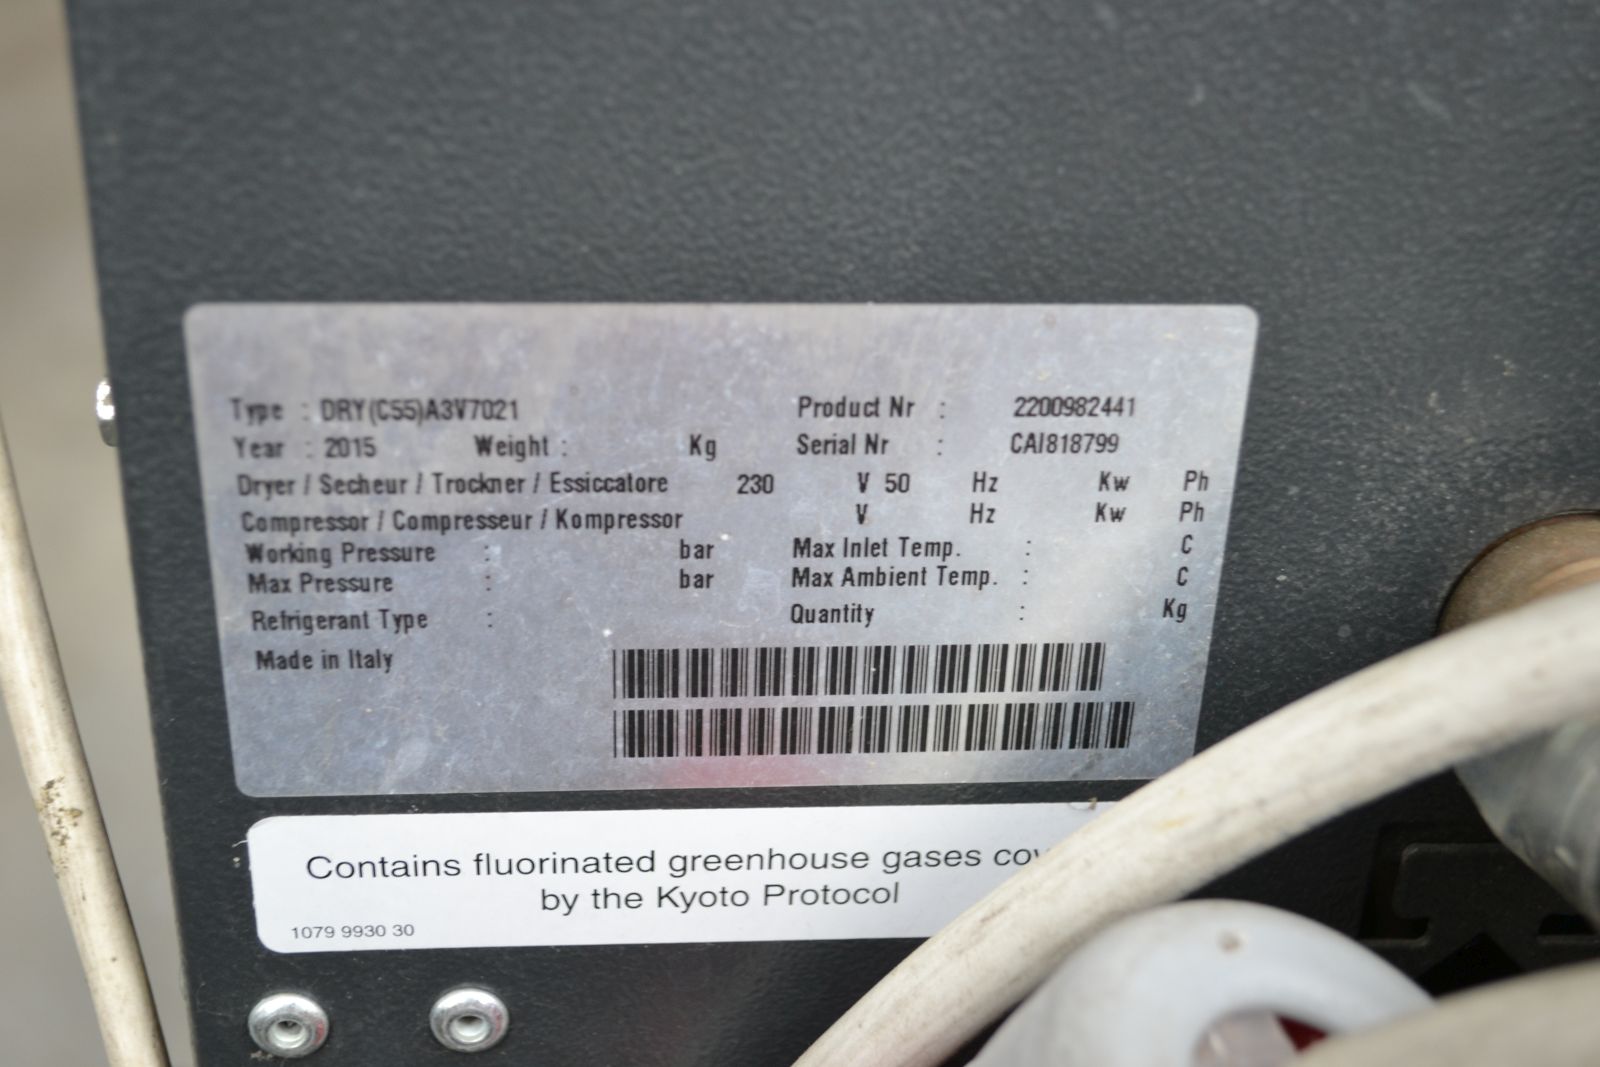 Type : DRY(C55)A3V7021 Product Nr : 2200982441
Year : 2015 Weight : Kg Serial Nr : CAI818799
Dryer / Secheur / Trockner / Essiccatore 230 V 50 Hz Kw Ph
Compressor / Compresseur / Kompressor V Hz Kw Ph
Working Pressure : bar Max Inlet Temp. : C
Max Pressure : bar Max Ambient Temp. : C
Refrigerant Type : Quantity : Kg
Made in Italy
Contains fluorinated greenhouse gases
by the Kyoto Protocol
1079 9930 30